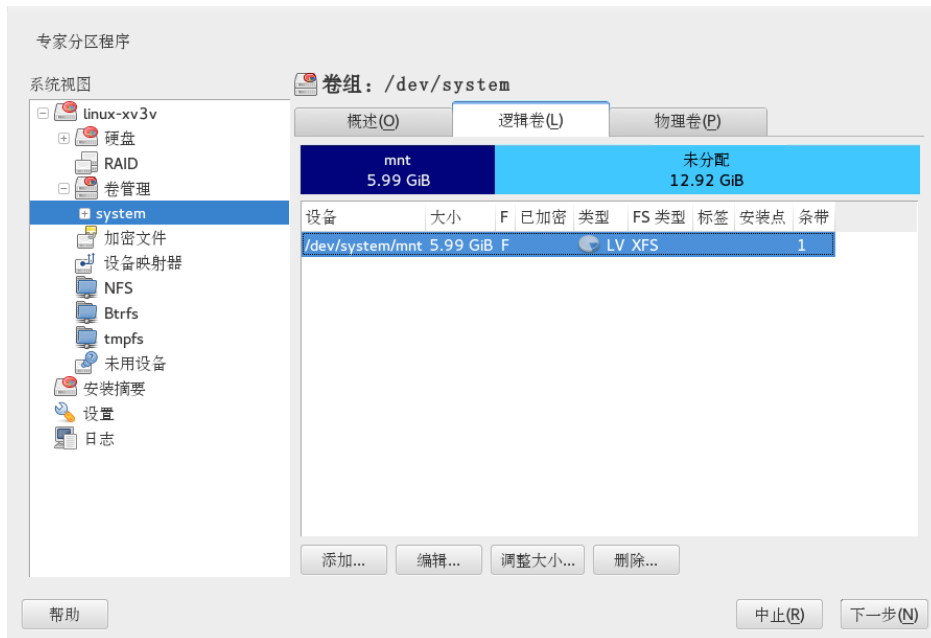 专家分区程序
系统视图
linux-xv3v
硬盘
RAID
卷管理
system
加密文件
设备映射器
NFS
Btrfs
tmpfs
未用设备
安装摘要
设置
日志
卷组：/dev/system
概述(O) 逻辑卷(L) 物理卷(P)
mnt 未分配
5.99 GiB 12.92 GiB
设备 大小 F 已加密 类型 FS 类型 标签 安装点 条带
/dev/system/mnt 5.99 GiB F LV XFS 1
添加... 编辑... 调整大小... 删除...
帮助 中止(R) 下一步(N)